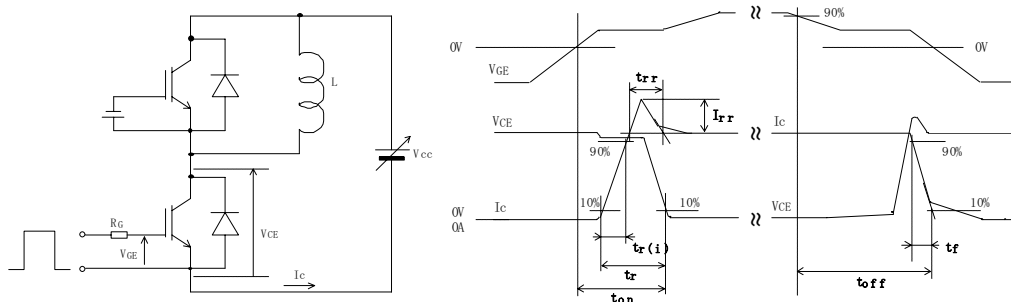 L
Vcc
RG
VGE
VCE
Ic
0V
VGE
trr
Irr
VCE
90%
0V
0A
Ic
10%
10%
tr(i)
tr
ton
90%
0V
Ic
90%
VCE
10%
tf
toff